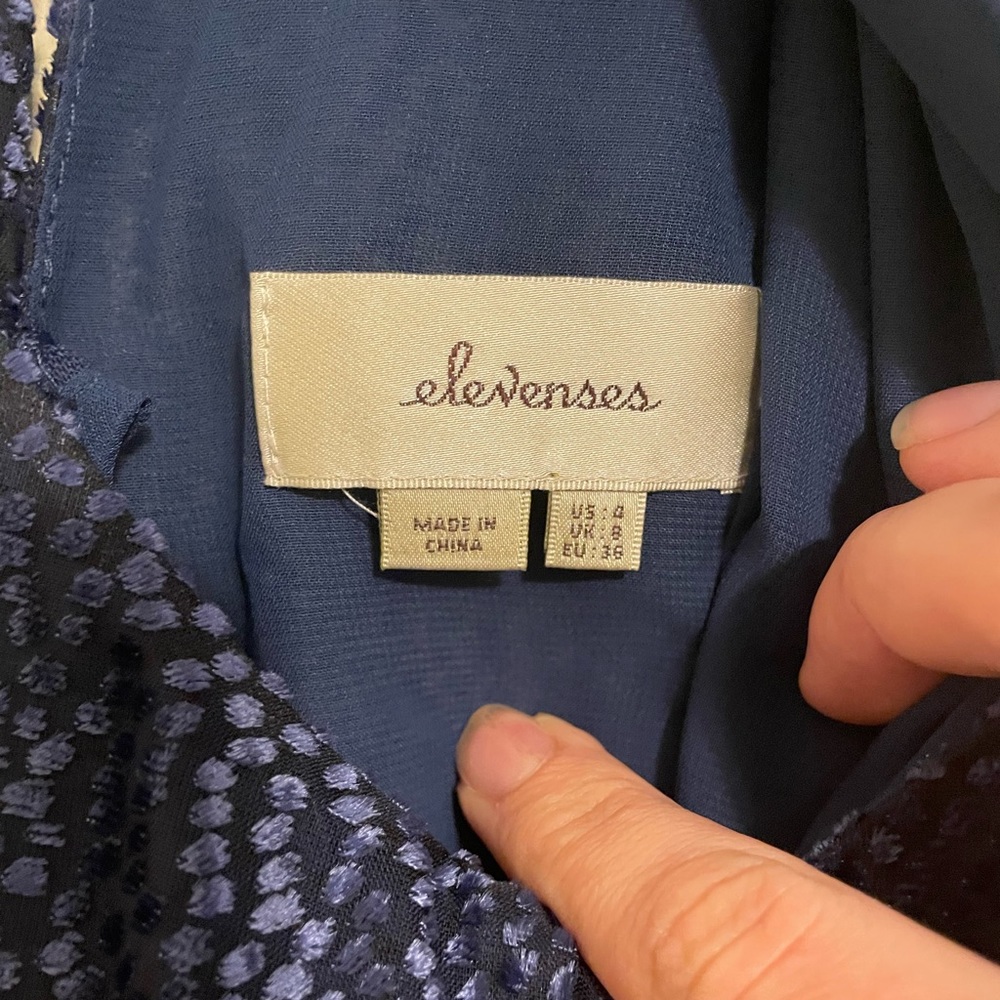 elevenses
MADE IN
CHINA
US : 4
UK : 8
EU : 36